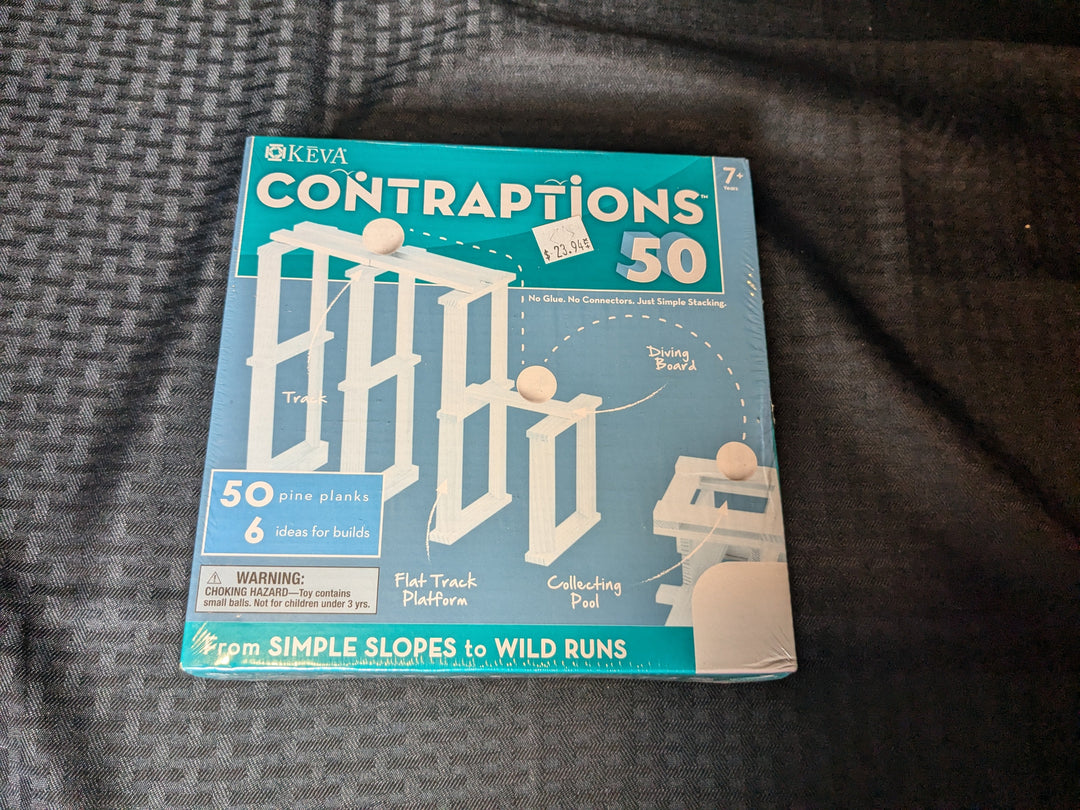 KEVA
CONTRAPTIONS™
50
7+
Years
$ 23.94
No Glue. No Connectors. Just Simple Stacking.
Diving
Board
Track
50 pine planks
6 ideas for builds
WARNING:
CHOKING HAZARD—Toy contains
small balls. Not for children under 3 yrs.
Flat Track
Platform
Collecting
Pool
From SIMPLE SLOPES to WILD RUNS